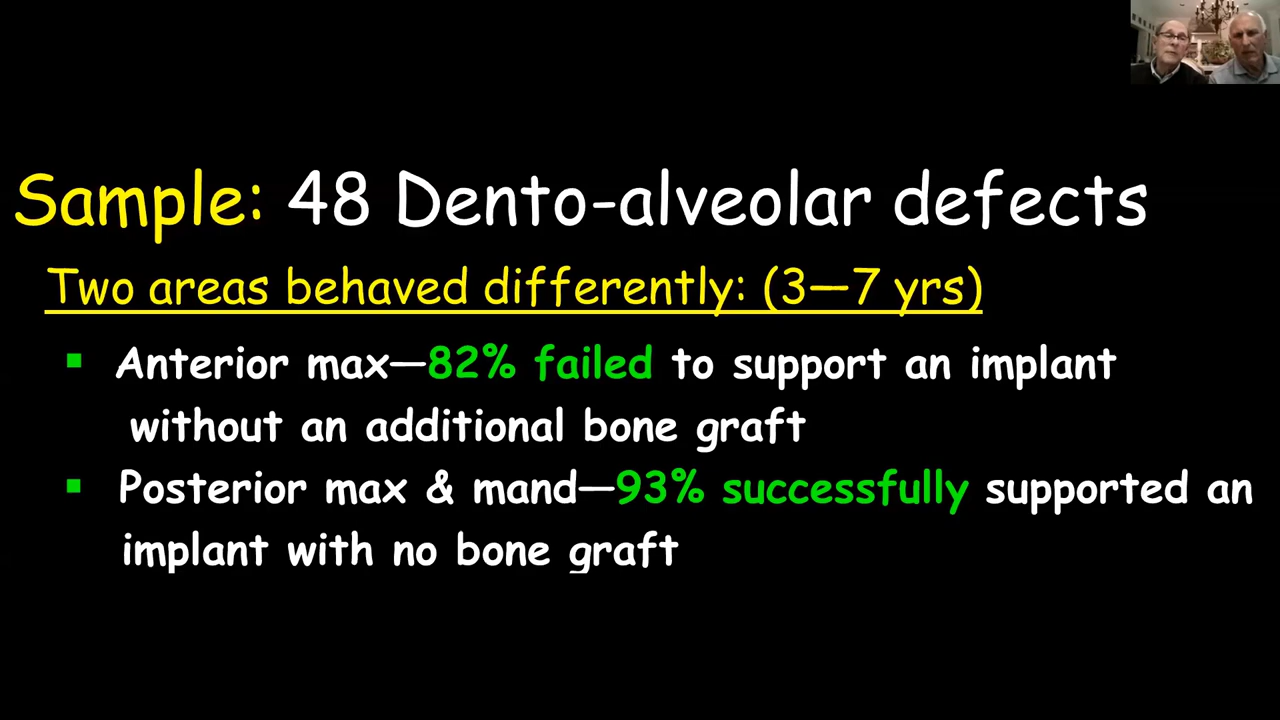 Sample: 48 Dento-alveolar defects
Two areas behaved differently: (3—7 yrs)
▪ Anterior max—82% failed to support an implant
without an additional bone graft
▪ Posterior max & mand—93% successfully supported an
implant with no bone graft